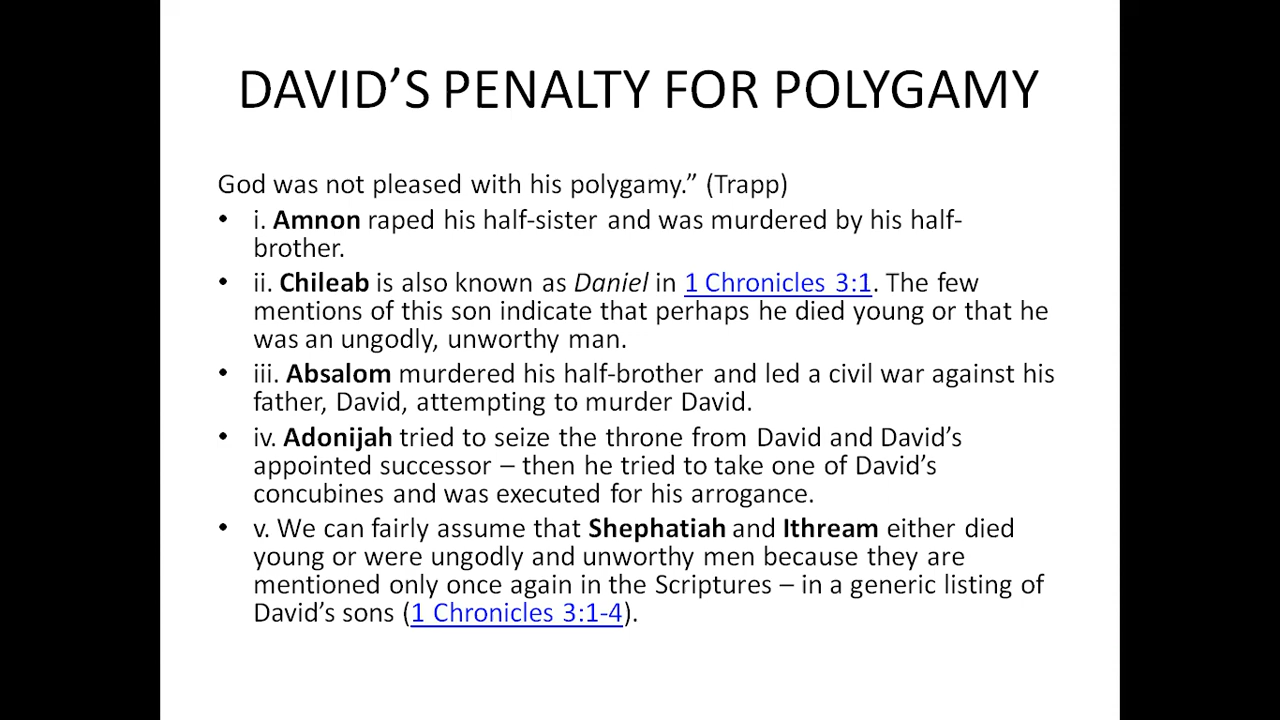 DAVID’S PENALTY FOR POLYGAMY
God was not pleased with his polygamy.” (Trapp)
• i. Amnon raped his half-sister and was murdered by his half-
brother.
• ii. Chileab is also known as Daniel in 1 Chronicles 3:1. The few
mentions of this son indicate that perhaps he died young or that he
was an ungodly, unworthy man.
• iii. Absalom murdered his half-brother and led a civil war against his
father, David, attempting to murder David.
• iv. Adonijah tried to seize the throne from David and David’s
appointed successor – then he tried to take one of David’s
concubines and was executed for his arrogance.
• v. We can fairly assume that Shephatiah and Ithream either died
young or were ungodly and unworthy men because they are
mentioned only once again in the Scriptures – in a generic listing of
David’s sons (1 Chronicles 3:1-4).